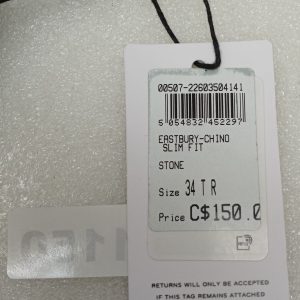 00507-22603504141
5 054832 452297
EASTBURY-CHINO
SLIM FIT
STONE
Size 34 T R
Price C$150.0
RETURNS WILL ONLY BE ACCEPTED
IF THIS TAG REMAINS ATTACHED